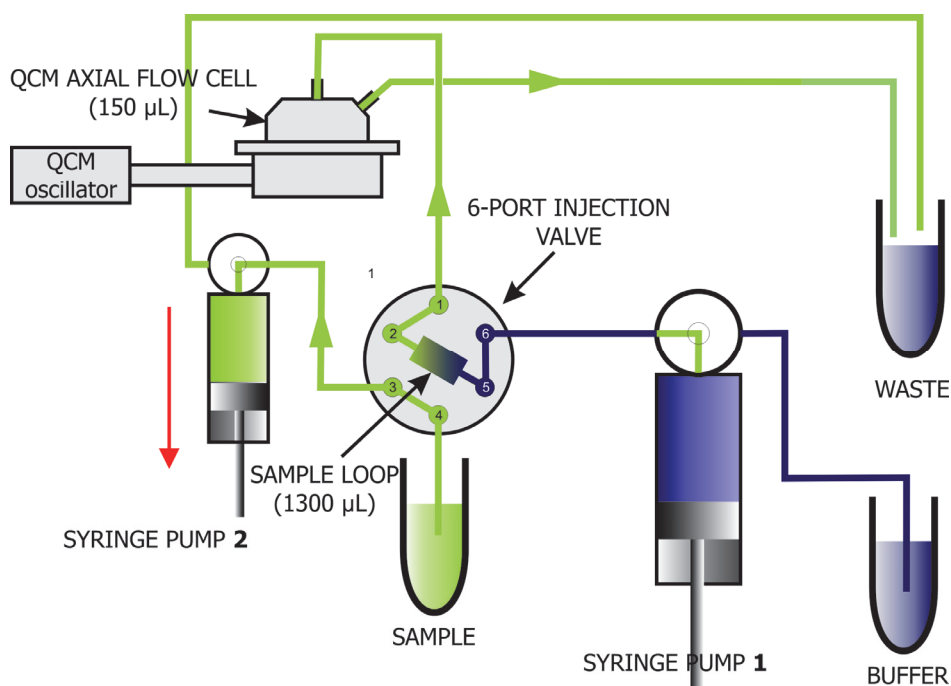 QCM AXIAL FLOW CELL
(150 µL)
QCM
oscillator
6-PORT INJECTION
VALVE
1
1
2
6
3
5
4
WASTE
SAMPLE LOOP
(1300 µL)
SYRINGE PUMP 2
SAMPLE
SYRINGE PUMP 1
BUFFER